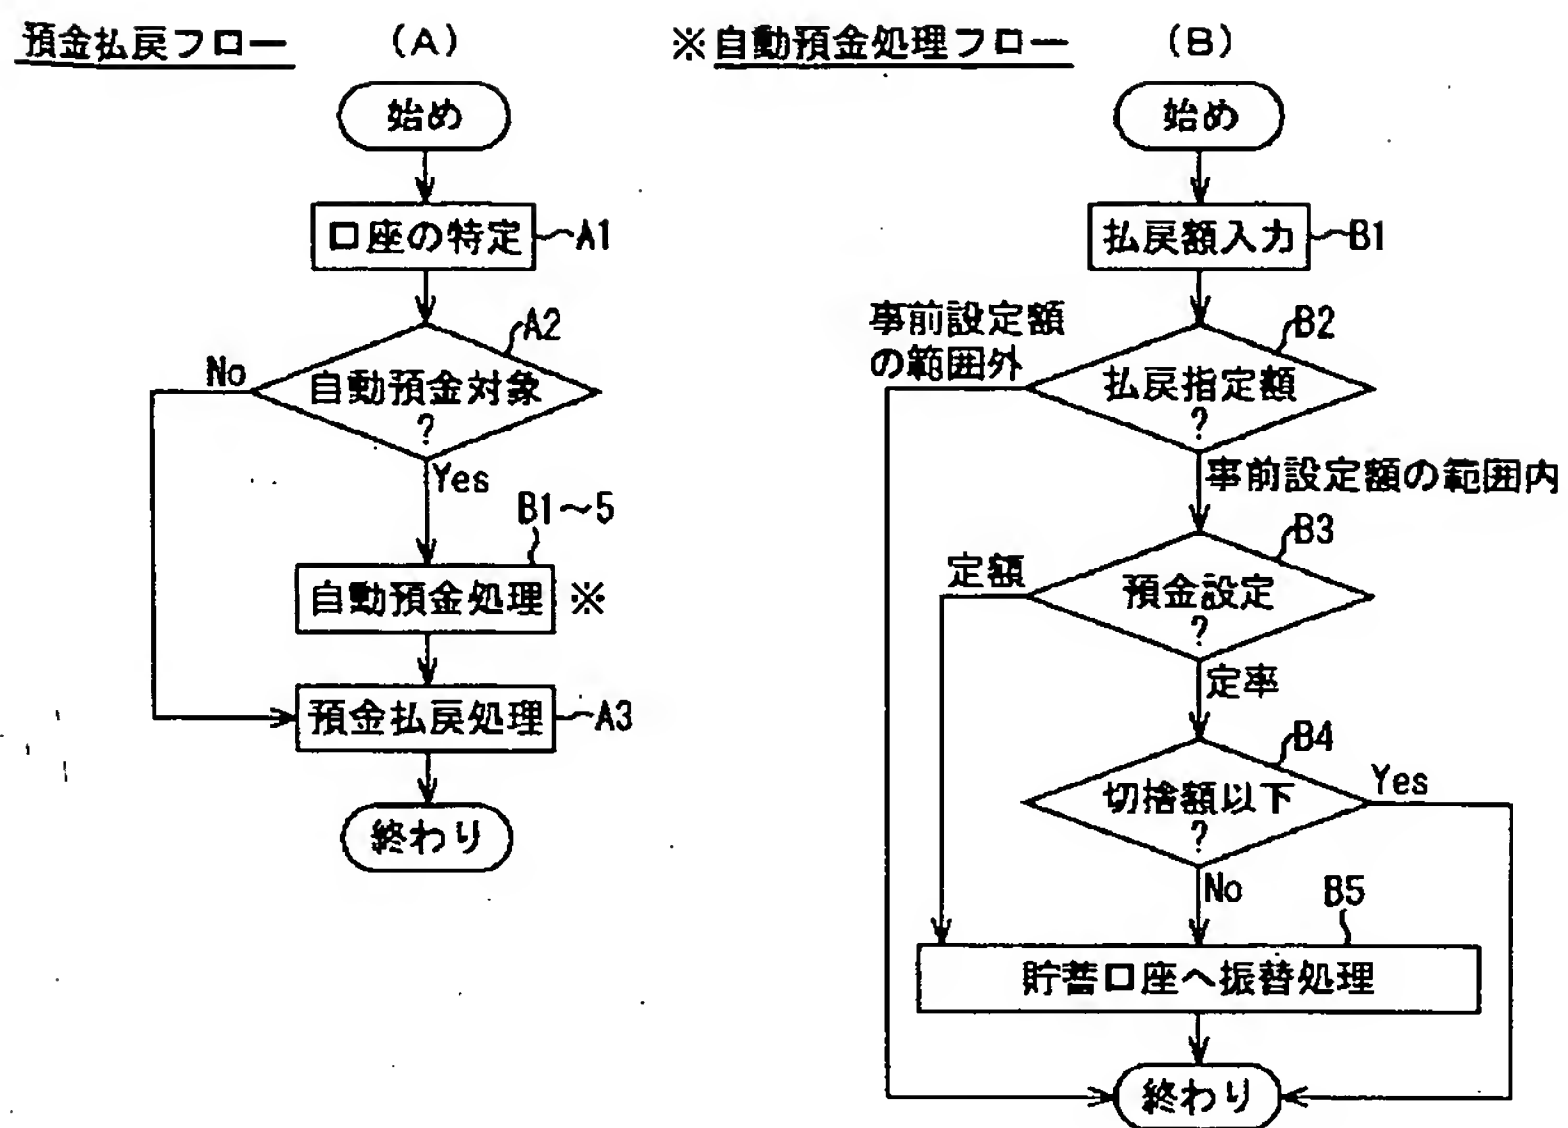 預金払戻フロー (A)
始め
口座の特定 A1
A2
No
自動預金対象
?
Yes
B1～5
自動預金処理 ※
預金払戻処理 A3
終わり
※自動預金処理フロー (B)
始め
払戻額入力 B1
事前設定額
の範囲外
B2
払戻指定額
?
事前設定額の範囲内
B3
定額
預金設定
?
定率
B4
切捨額以下
?
Yes
No
B5
貯蓄口座へ振替処理
終わり